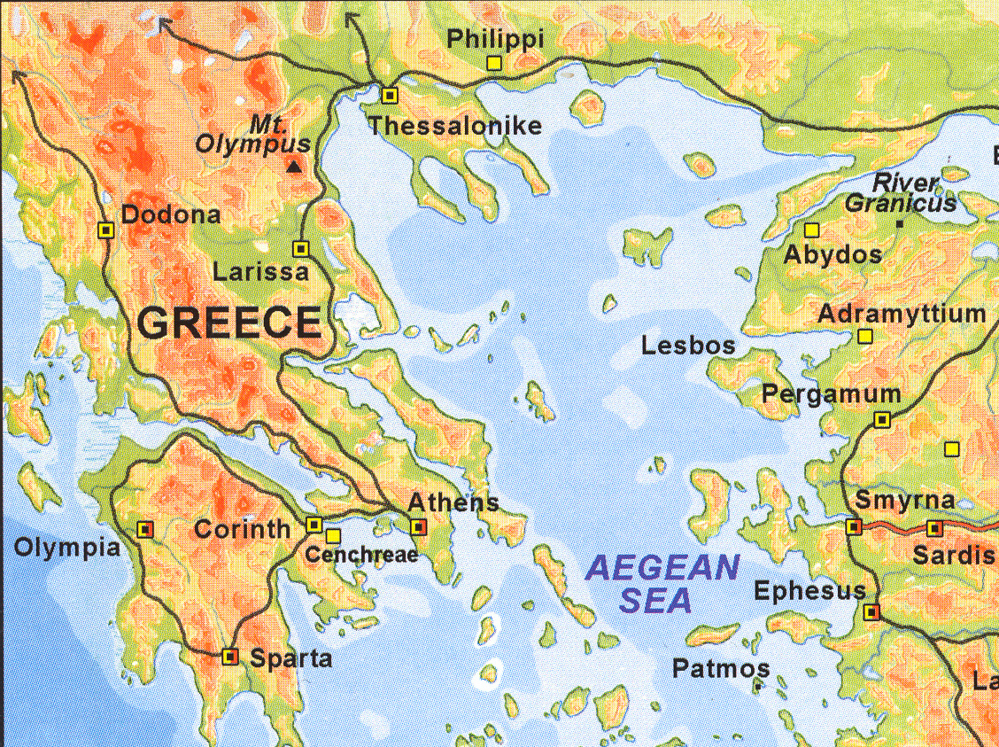 Philippi
Thessalonike
Mt.
Olympus
Dodona
Larissa
GREECE
River
Granicus
Abydos
Adramyttium
Lesbos
Pergamum
Smyrna
Sardis
Athens
Corinth
Cenchreae
Olympia
AEGEAN
SEA
Ephesus
Sparta
Patmos
La